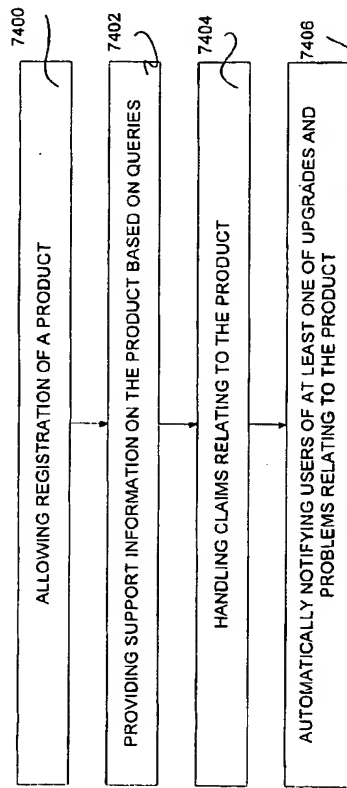 7400
ALLOWING REGISTRATION OF A PRODUCT
7402
PROVIDING SUPPORT INFORMATION ON THE PRODUCT BASED ON QUERIES
7404
HANDLING CLAIMS RELATING TO THE PRODUCT
7406
AUTOMATICALLY NOTIFYING USERS OF AT LEAST ONE OF UPGRADES AND
PROBLEMS RELATING TO THE PRODUCT